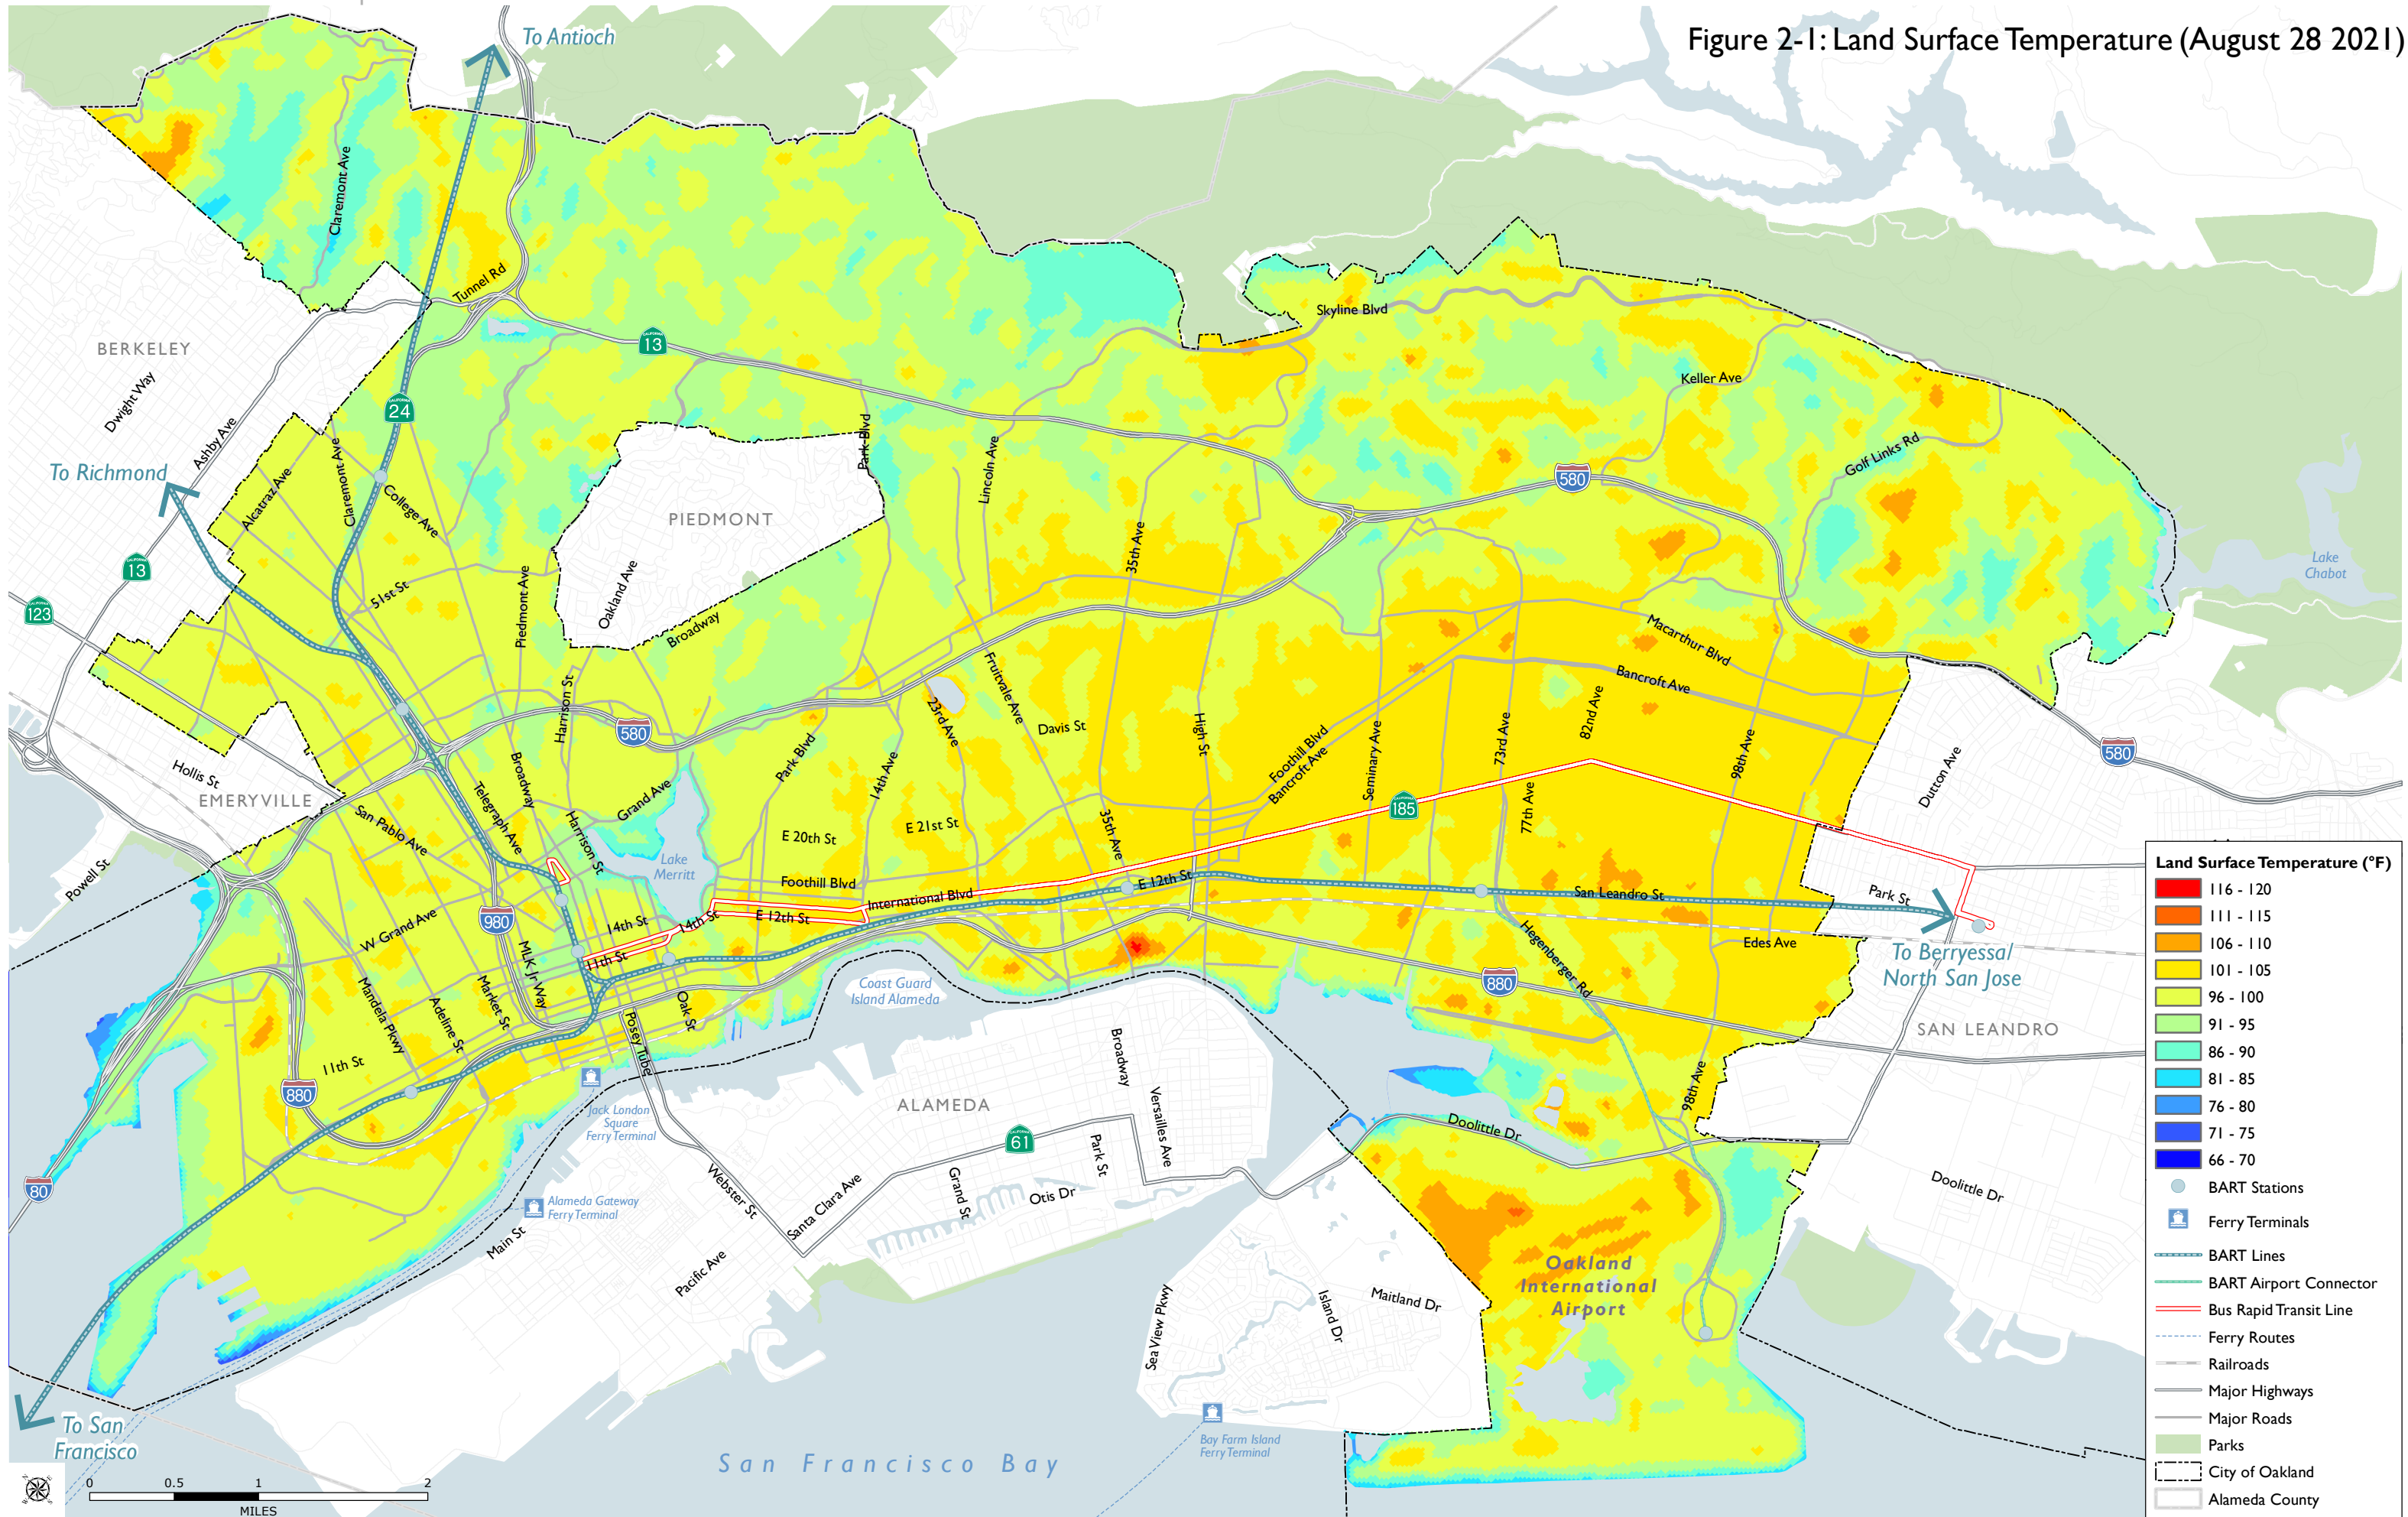 Figure 2-1: Land Surface Temperature (August 28 2021)
To Antioch
Claremont Ave
Tunnel Rd
13
Skyline Blvd
BERKELEY
Dwight Way
Ashby Ave
24
Keller Ave
To Richmond
Alcatraz Ave
Claremont Ave
College Ave
Park Blvd
Lincoln Ave
35th Ave
580
Golf Links Rd
PIEDMONT
13
123
51st St
Piedmont Ave
Oakland Ave
Broadway
Lake
Chabot
Macarthur Blvd
Bancroft Ave
Harrison St
580
Fruitvale Ave
23rd Ave
Davis St
High St
Foothill Blvd
Bancroft Ave
Seminary Ave
73rd Ave
82nd Ave
98th Ave
580
Hollis St
EMERYVILLE
San Pablo Ave
Telegraph Ave
Broadway
Harrison St
Grand Ave
Park Blvd
14th Ave
E 20th St
E 21st St
35th Ave
185
77th Ave
Dutton Ave
Powell St
Lake
Merritt
Foothill Blvd
International Blvd
E 12th St
San Leandro St
Park St
W Grand Ave
980
14th St
14th St
E 12th St
11th St
MLK Jr Way
Edes Ave
To Berryessa/
North San Jose
Mandela Pkwy
Adeline St
Market St
Oak St
Posey Tube
Coast Guard
Island Alameda
880
Hegenberger Rd
SAN LEANDRO
11th St
880
Jack London
Square
Ferry Terminal
ALAMEDA
Broadway
Versailles Ave
98th Ave
61
Doolittle Dr
80
Alameda Gateway
Ferry Terminal
Main St
Webster St
Santa Clara Ave
Grand St
Otis Dr
Park St
Doolittle Dr
Pacific Ave
Sea View Pkwy
Island Dr
Maitland Dr
Oakland
International
Airport
To San
Francisco
San Francisco Bay
Bay Farm Island
Ferry Terminal
0 0.5 1 2
MILES
Land Surface Temperature (°F)
116 - 120
111 - 115
106 - 110
101 - 105
96 - 100
91 - 95
86 - 90
81 - 85
76 - 80
71 - 75
66 - 70
BART Stations
Ferry Terminals
BART Lines
BART Airport Connector
Bus Rapid Transit Line
Ferry Routes
Railroads
Major Highways
Major Roads
Parks
City of Oakland
Alameda County